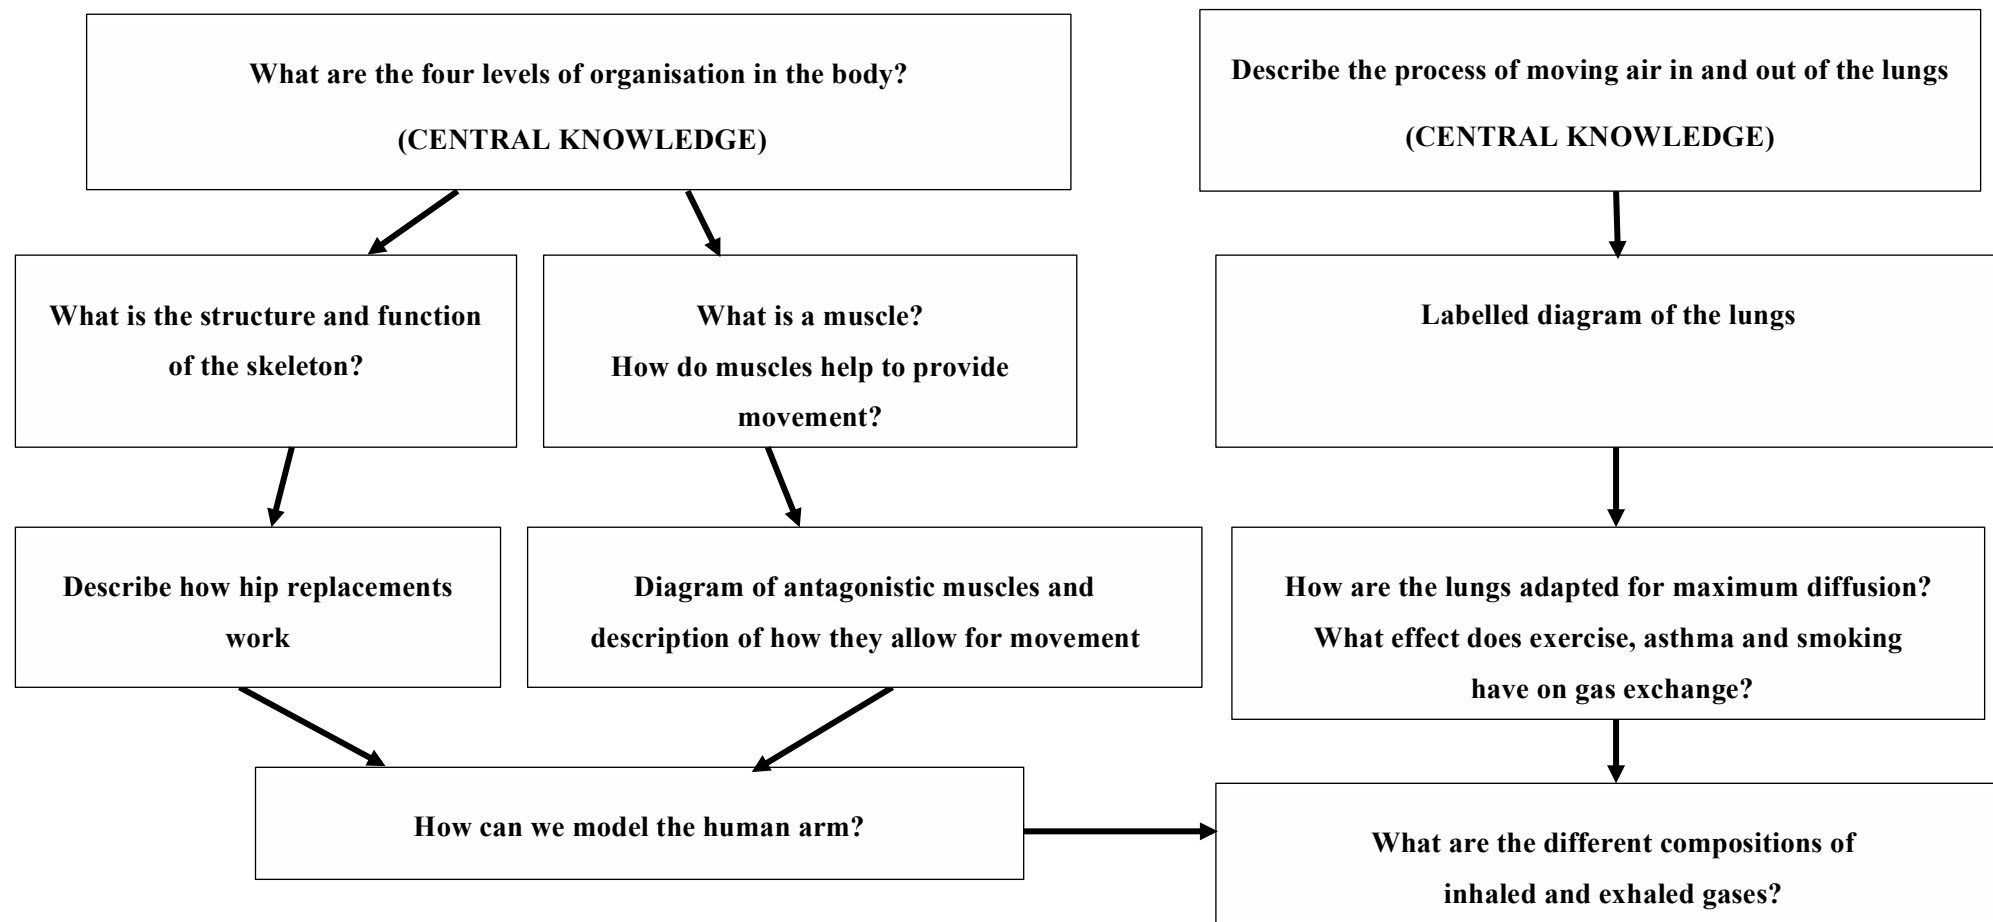 What are the four levels of organisation in the body?
(CENTRAL KNOWLEDGE)
Describe the process of moving air in and out of the lungs
(CENTRAL KNOWLEDGE)
What is the structure and function
of the skeleton?
What is a muscle?
How do muscles help to provide
movement?
Labelled diagram of the lungs
Describe how hip replacements
work
Diagram of antagonistic muscles and
description of how they allow for movement
How are the lungs adapted for maximum diffusion?
What effect does exercise, asthma and smoking
have on gas exchange?
How can we model the human arm?
What are the different compositions of
inhaled and exhaled gases?